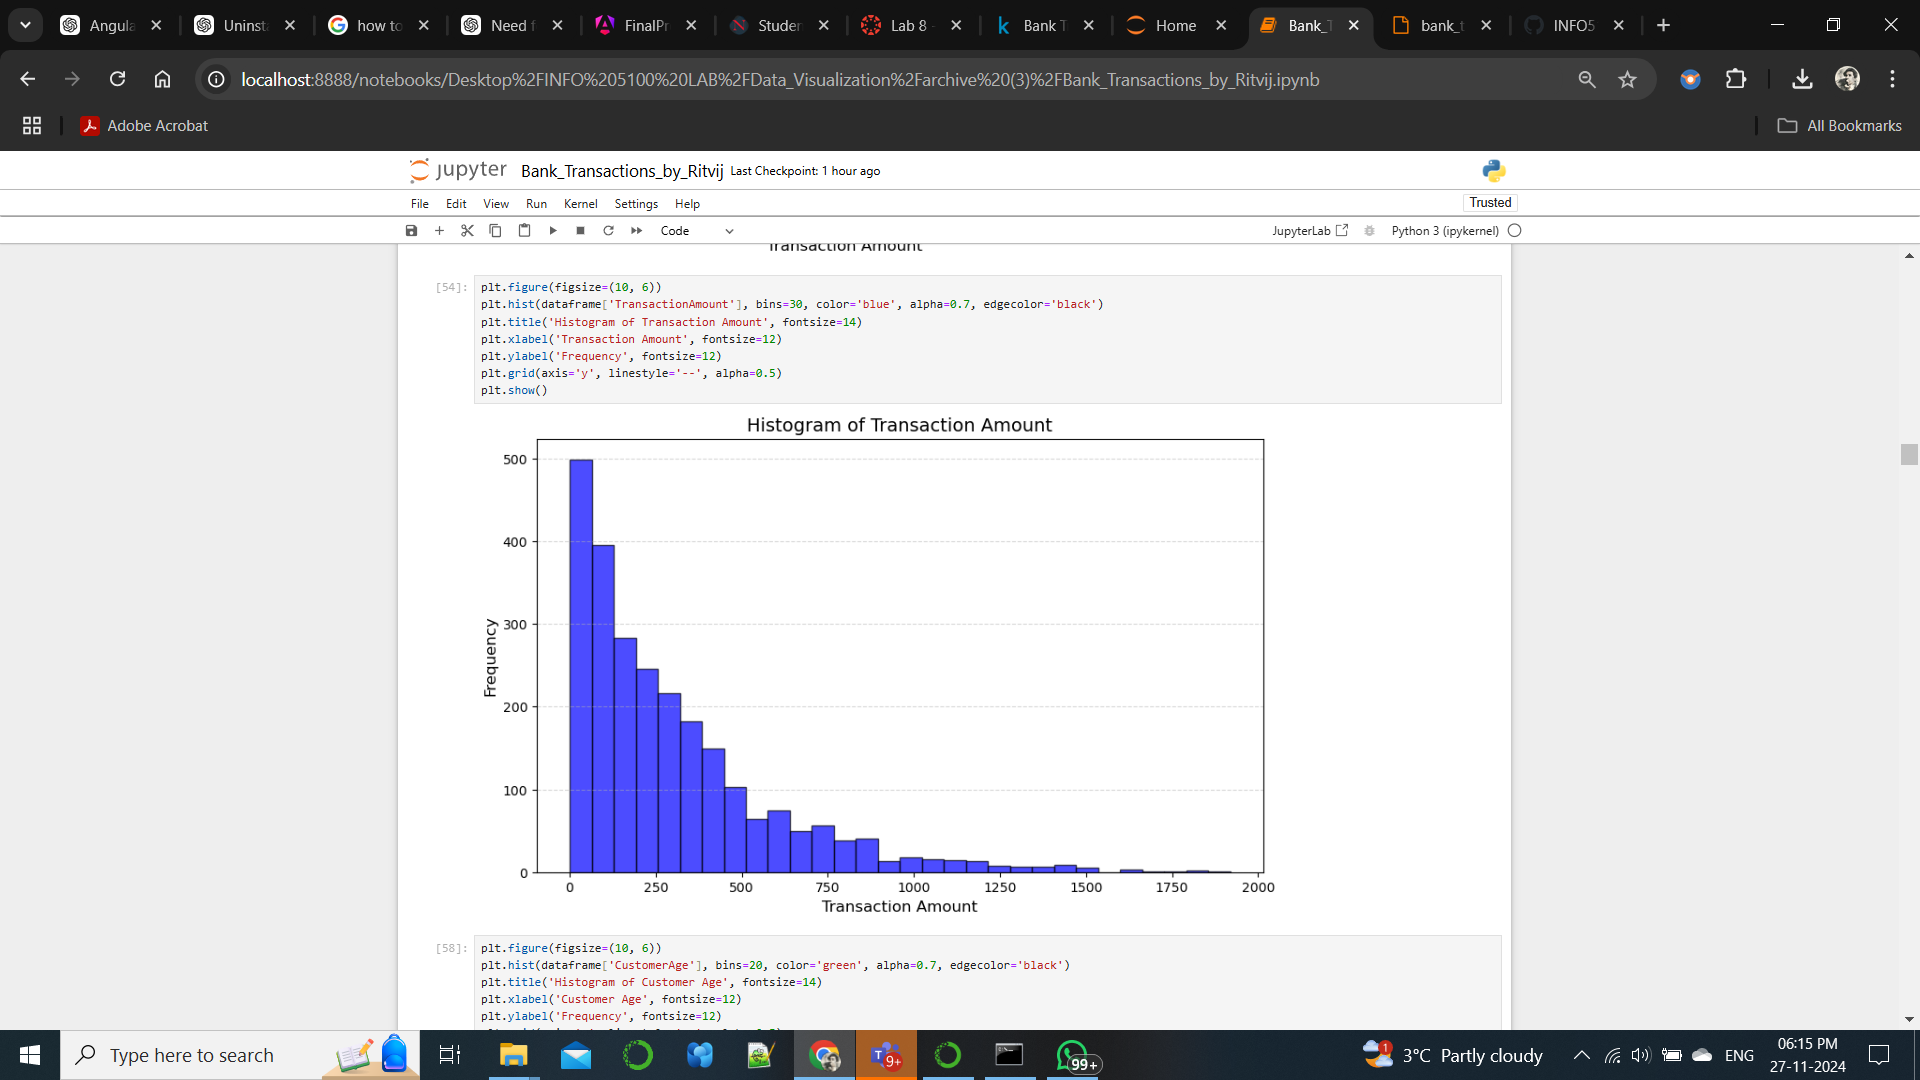 Angula
Uninsta
how to
Need f
FinalPr
Studen
Lab 8 -
Bank T
Home
Bank_T
bank_t
INFO5
localhost:8888/notebooks/Desktop%2FINFO%205100%20LAB%2FData_Visualization%2Farchive%20(3)%2FBank_Transactions_by_Ritvij.ipynb
Adobe Acrobat
All Bookmarks
jupyter Bank_Transactions_by_Ritvij Last Checkpoint: 1 hour ago
File Edit View Run Kernel Settings Help
Trusted
Code
JupyterLab
Python 3 (ipykernel)
Transaction Amount
[54]:
plt.figure(figsize=(10, 6))
plt.hist(dataframe['TransactionAmount'], bins=30, color='blue', alpha=0.7, edgecolor='black')
plt.title('Histogram of Transaction Amount', fontsize=14)
plt.xlabel('Transaction Amount', fontsize=12)
plt.ylabel('Frequency', fontsize=12)
plt.grid(axis='y', linestyle='--', alpha=0.5)
plt.show()
Histogram of Transaction Amount
500
400
300
200
100
0
Frequency
0 250 500 750 1000 1250 1500 1750 2000
Transaction Amount
[58]:
plt.figure(figsize=(10, 6))
plt.hist(dataframe['CustomerAge'], bins=20, color='green', alpha=0.7, edgecolor='black')
plt.title('Histogram of Customer Age', fontsize=14)
plt.xlabel('Customer Age', fontsize=12)
plt.ylabel('Frequency', fontsize=12)
Type here to search
9+
99+
1
3°C Partly cloudy
ENG
06:15 PM
27-11-2024